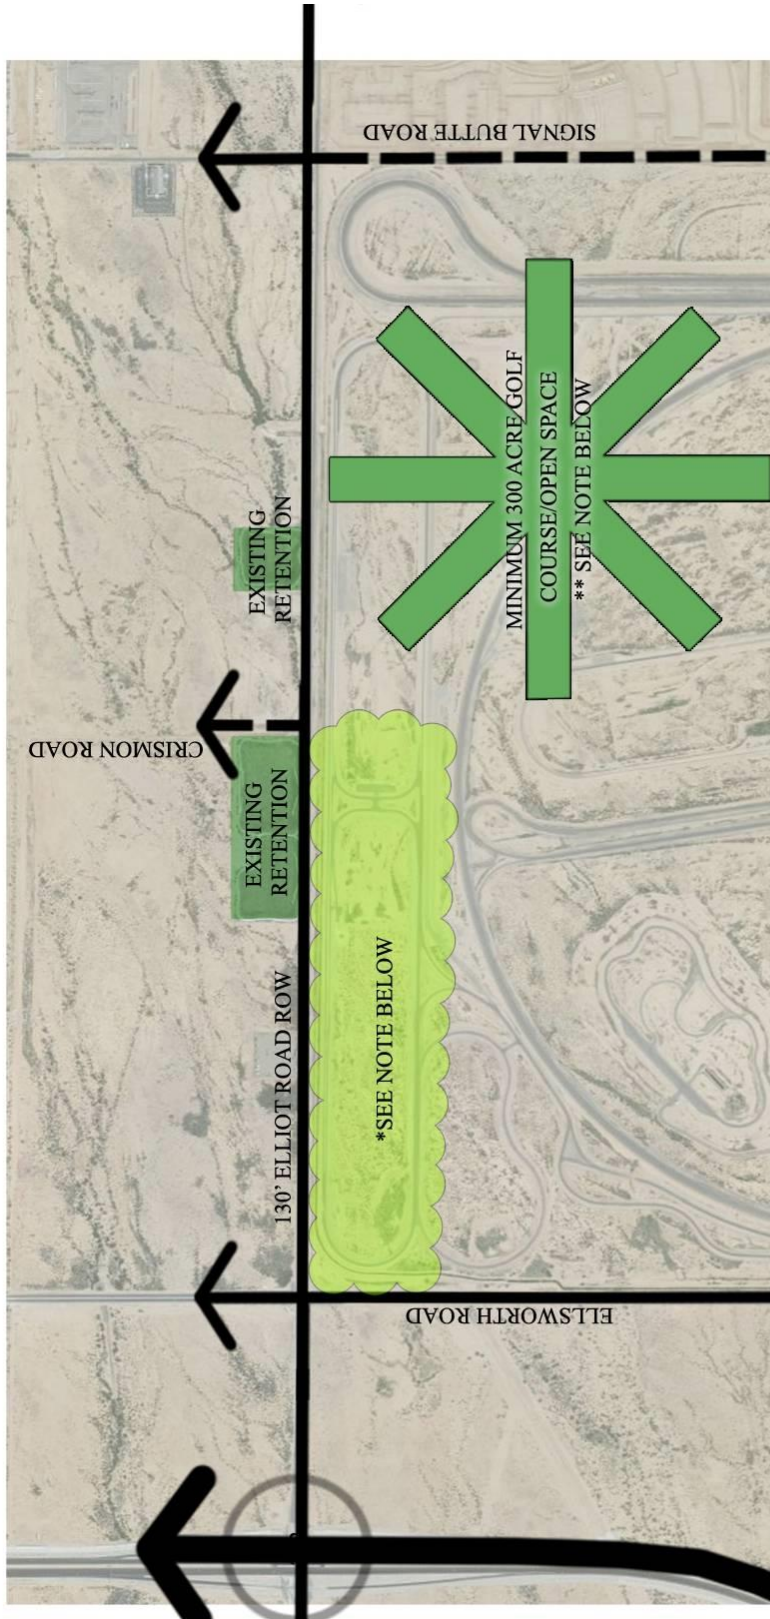 SIGNAL BUTTE ROAD
MINIMUM 300 ACRE GOLF
COURSE/OPEN SPACE
** SEE NOTE BELOW
EXISTING
RETENTION
CRISMON ROAD
EXISTING
RETENTION
*SEE NOTE BELOW
130' ELLIOT ROAD ROW
ELLSWORTH ROAD